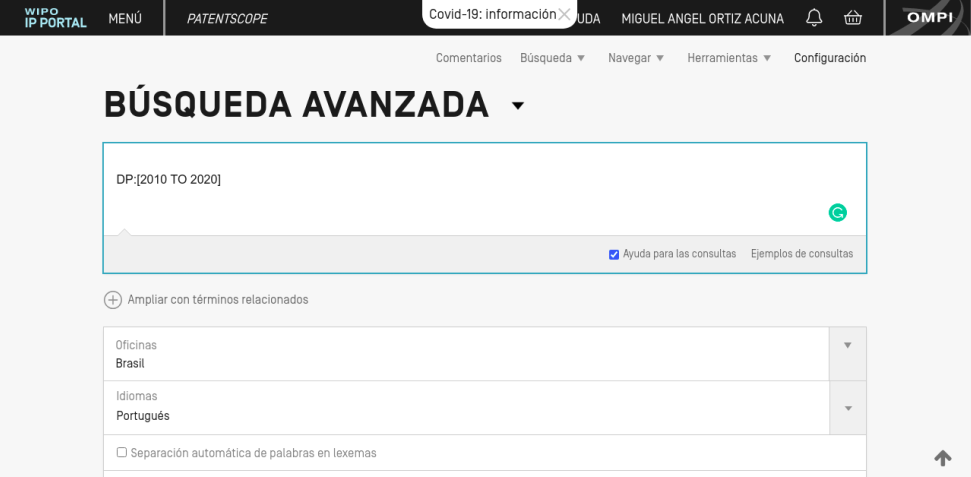 WIPO
IP PORTAL
MENÚ
PATENTSCOPE
Covid-19: información
UDA
MIGUEL ANGEL ORTIZ ACUNA
OMPI
Comentarios Búsqueda Navegar Herramientas Configuración
BÚSQUEDA AVANZADA
DP:[2010 TO 2020]
Ayuda para las consultas Ejemplos de consultas
Ampliar con términos relacionados
Oficinas
Brasil
Idiomas
Portugués
Separación automática de palabras en lexemas